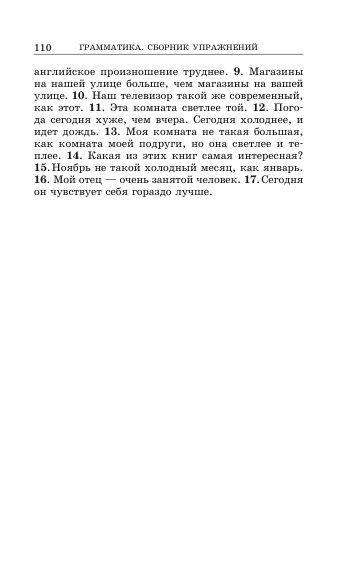 110 ГРАММАТИКА. СБОРНИК УПРАЖНЕНИЙ
английское произношение труднее. 9. Магазины
на нашей улице больше, чем магазины на вашей
улице. 10. Наш телевизор такой же современный,
как этот. 11. Эта комната светлее той. 12. Пого-
да сегодня хуже, чем вчера. Сегодня холоднее, и
идет дождь. 13. Моя комната не такая большая,
как комната моей подруги, но она светлее и те-
плее. 14. Какая из этих книг самая интересная?
15. Ноябрь не такой холодный месяц, как январь.
16. Мой отец — очень занятой человек. 17. Сегодня
он чувствует себя гораздо лучше.